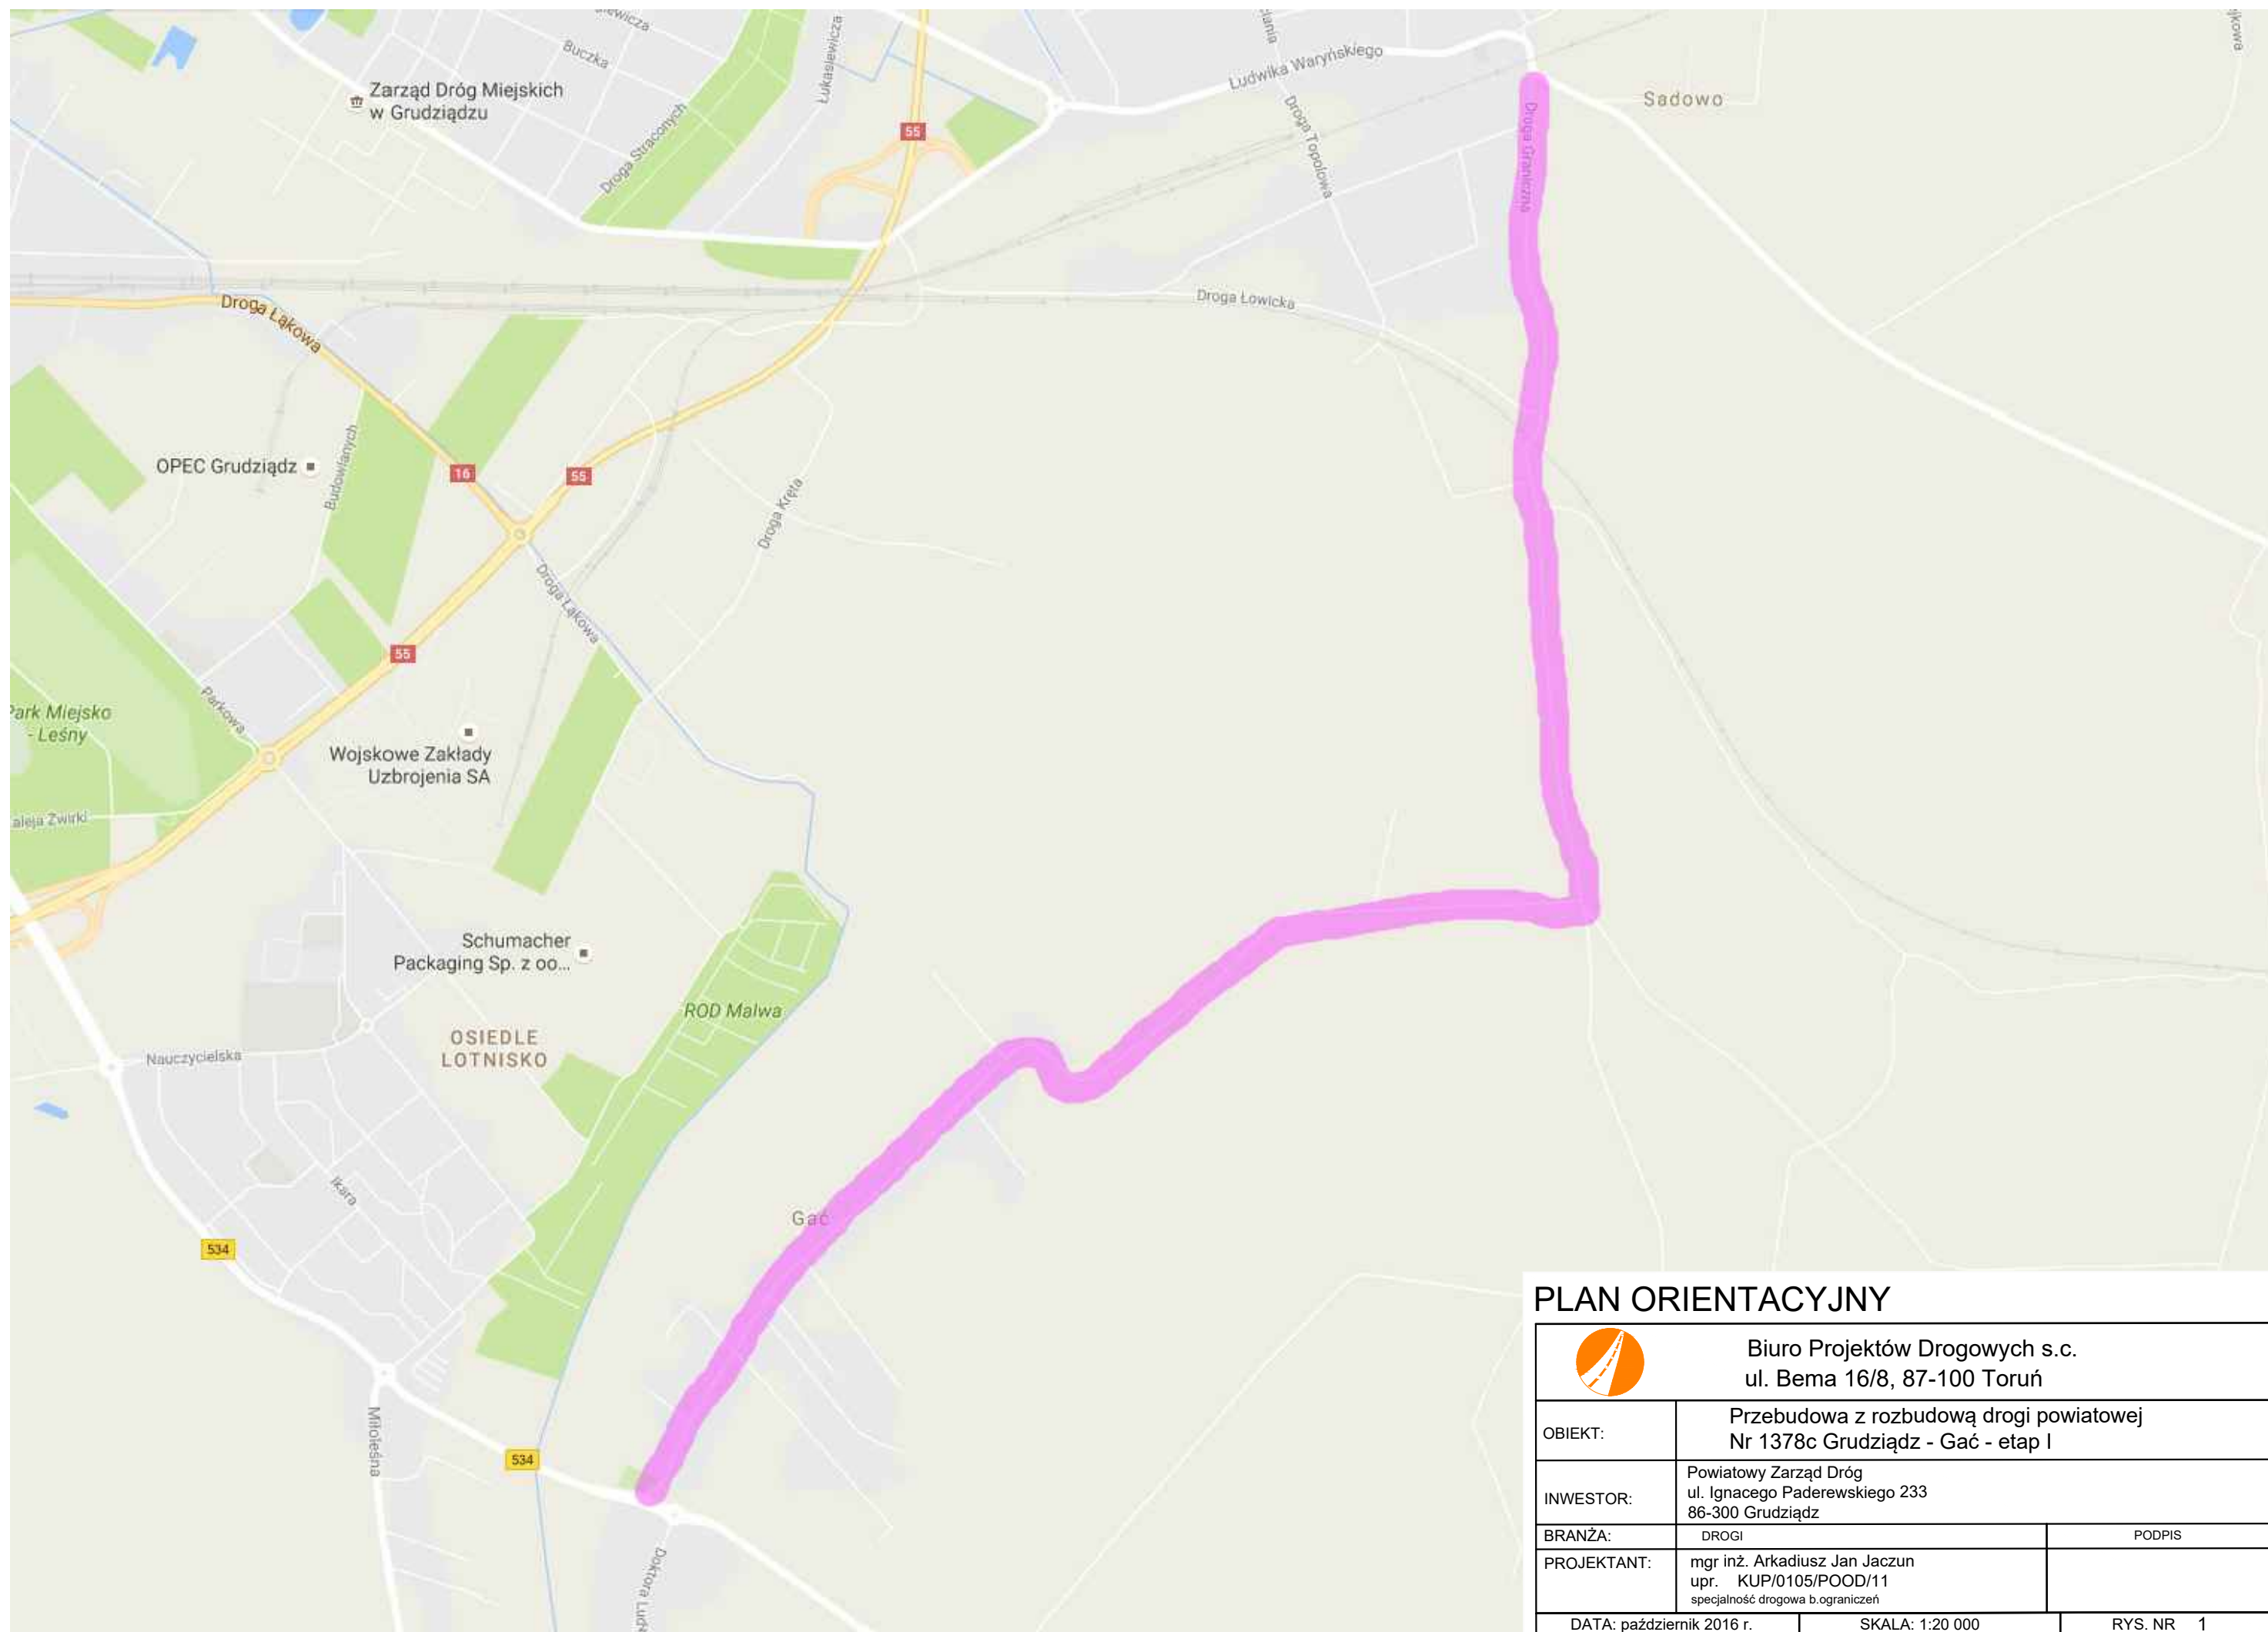 Buczka
Łukasiewicza
Ludwika Waryńskiego
Zarząd Dróg Miejskich
w Grudziądzu
Sadowo
55
Droga Straconych
Droga Topolowa
Droga Graniczna
Droga Łąkowa
Droga Łowicka
OPEC Grudziądz
Budowlanych
16
55
Droga Kręta
Droga Łąkowa
55
Parkowa
Park Miejsko
- Leśny
Wojskowe Zakłady
Uzbrojenia SA
aleja Żwirki
Schumacher
Packaging Sp. z oo...
ROD Malwa
OSIEDLE
LOTNISKO
Nauczycielska
Ikara
Gać
534
Miłoleśna
534
Doktora
PLAN ORIENTACYJNY
Biuro Projektów Drogowych s.c.
ul. Bema 16/8, 87-100 Toruń
OBIEKT:
Przebudowa z rozbudową drogi powiatowej
Nr 1378c Grudziądz - Gać - etap I
INWESTOR:
Powiatowy Zarząd Dróg
ul. Ignacego Paderewskiego 233
86-300 Grudziądz
BRANŻA: DROGI PODPIS
PROJEKTANT:
mgr inż. Arkadiusz Jan Jaczun
upr. KUP/0105/POOD/11
specjalność drogowa b.ograniczeń
DATA: październik 2016 r. SKALA: 1:20 000 RYS. NR 1